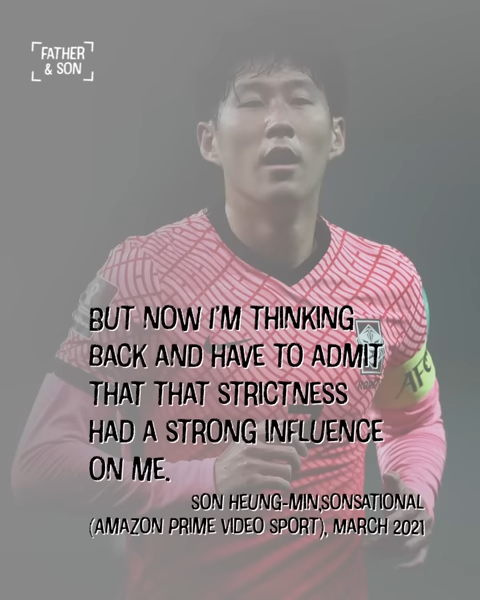 FATHER
& SON
BUT NOW I'M THINKING
BACK AND HAVE TO ADMIT
THAT THAT STRICTNESS
HAD A STRONG INFLUENCE
ON ME.
SON HEUNG-MIN,SONSATIONAL
(AMAZON PRIME VIDEO SPORT), MARCH 2021
AFC